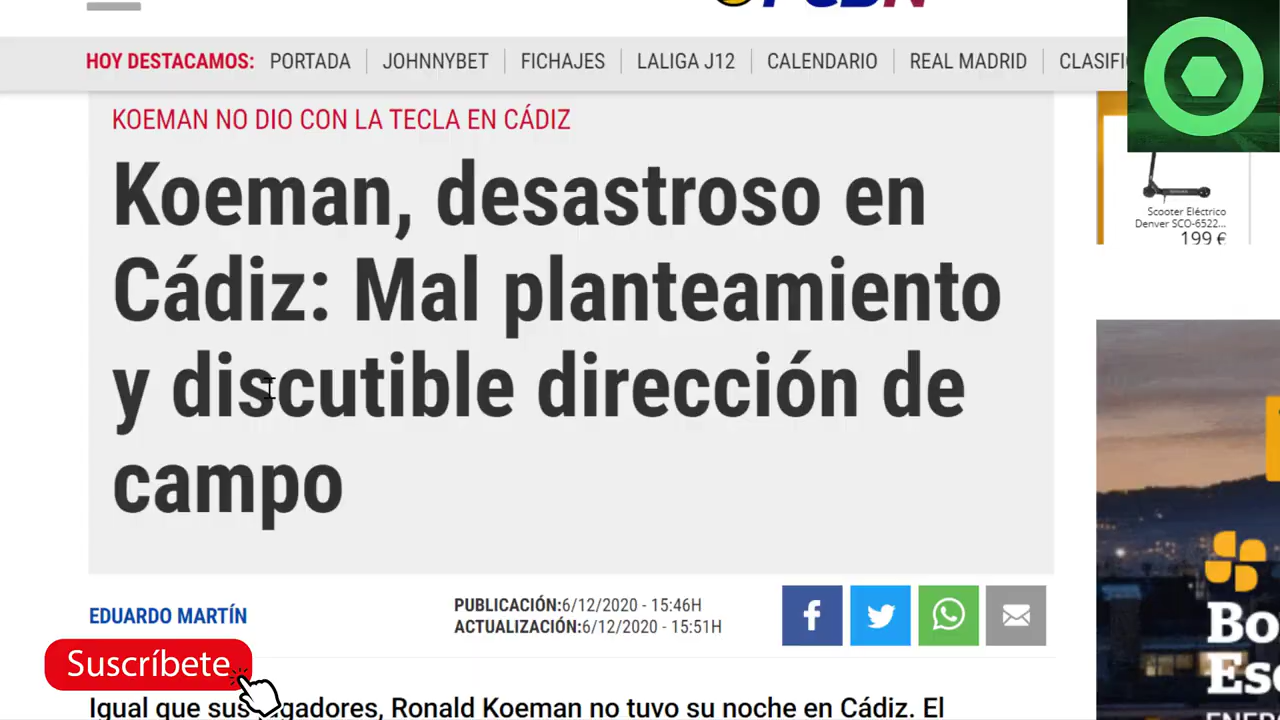 FCBN
HOY DESTACAMOS: PORTADA JOHNNYBET FICHAJES LALIGA J12 CALENDARIO REAL MADRID
KOEMAN NO DIO CON LA TECLA EN CÁDIZ
Koeman, desastroso en
Cádiz: Mal planteamiento
y discutible dirección de
campo
Scooter Eléctrico
Denver SCO-6522...
199 €
EDUARDO MARTÍN
PUBLICACIÓN:6/12/2020 - 15:46H
ACTUALIZACIÓN:6/12/2020 - 15:51H
Suscríbete
Igual que sus Ronald Koeman no tuvo su noche en Cádiz. El